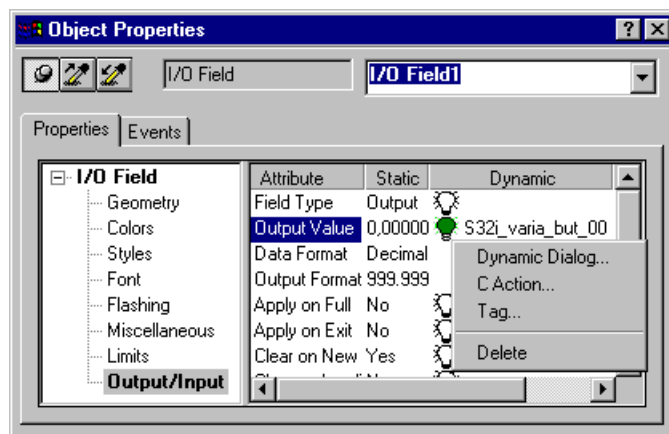 Object Properties
I/O Field
I/O Field1
Properties
Events
I/O Field
Geometry
Colors
Styles
Font
Flashing
Miscellaneous
Limits
Output/Input
Attribute Static Dynamic
Field Type Output
Output Value 0,00000 S32i_varia_but_00
Data Format Decimal
Output Format 999.999
Apply on Full No
Apply on Exit No
Clear on New Yes
Dynamic Dialog...
C Action...
Tag...
Delete